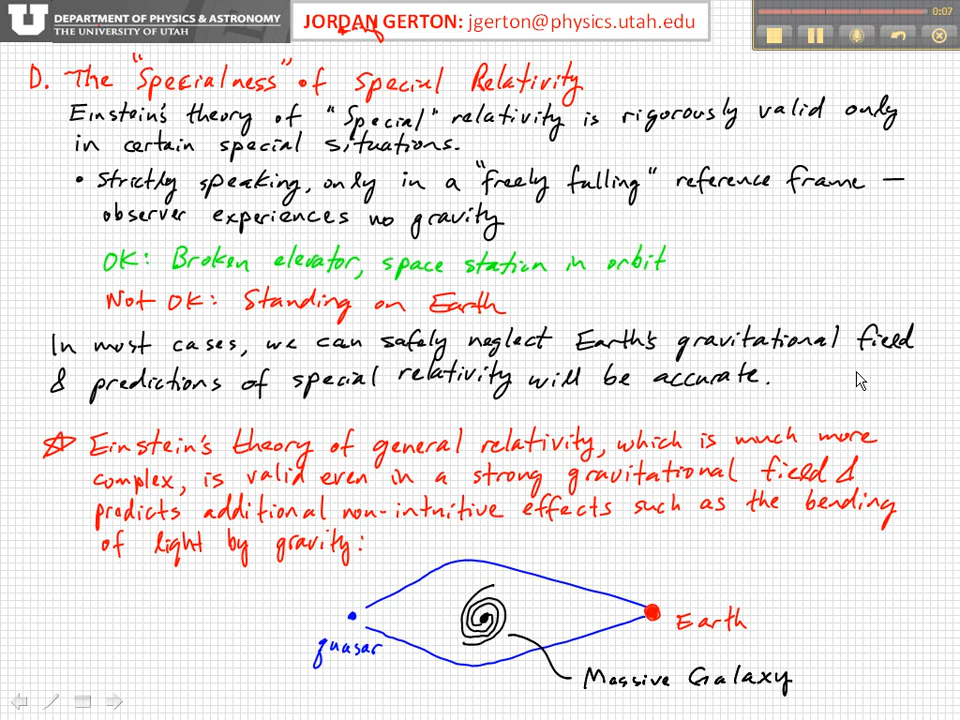 U
DEPARTMENT OF PHYSICS & ASTRONOMY
THE UNIVERSITY OF UTAH
JORDAN GERTON: jgerton@physics.utah.edu
0:07
D. The "Specialness" of Special Relativity
Einstein's theory of "Special" relativity is rigorously valid only
in certain special situations.
• Strictly speaking, only in a "freely falling" reference frame —
observer experiences no gravity
OK: Broken elevator, space station in orbit
Not OK: Standing on Earth
In most cases, we can safely neglect Earth's gravitational field
& predictions of special relativity will be accurate.
☆ Einstein's theory of general relativity, which is much more
complex, is valid even in a strong gravitational field &
predicts additional non-intuitive effects such as the bending
of light by gravity:
Earth
quasar
Massive Galaxy